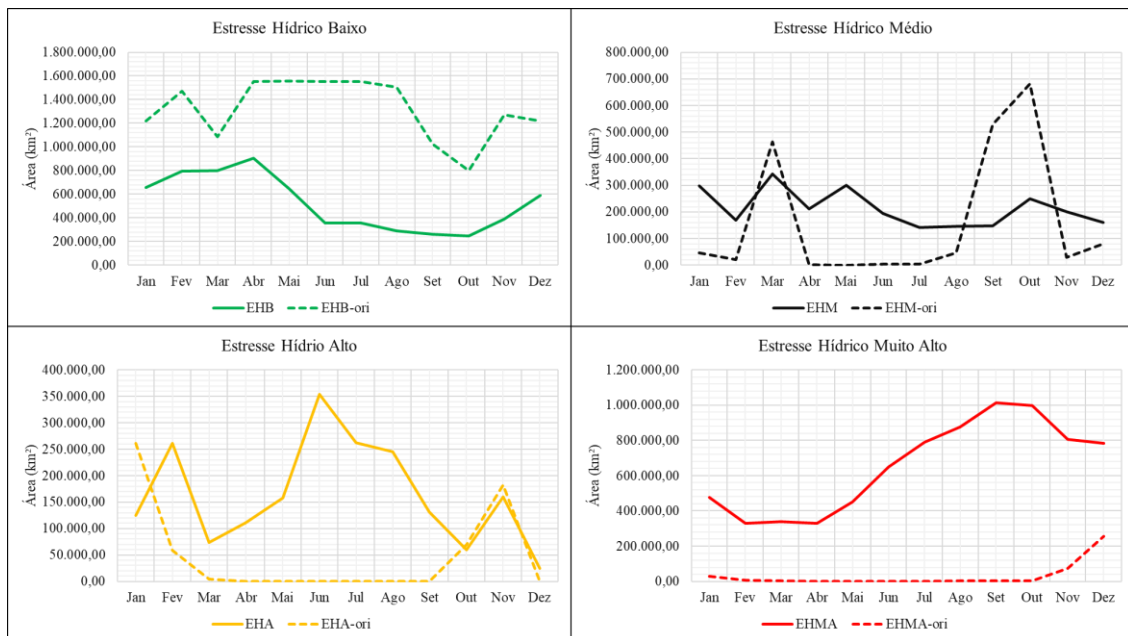 Estresse Hídrico Baixo
1.800.000,00
1.600.000,00
1.400.000,00
1.200.000,00
1.000.000,00
800.000,00
600.000,00
400.000,00
200.000,00
0,00
Área (km²)
Jan Fev Mar Abr Mai Jun Jul Ago Set Out Nov Dez
EHB EHB-ori
Estresse Hídrico Médio
800.000,00
700.000,00
600.000,00
500.000,00
400.000,00
300.000,00
200.000,00
100.000,00
0,00
Área (km²)
Jan Fev Mar Abr Mai Jun Jul Ago Set Out Nov Dez
EHM EHM-ori
Estresse Hídrio Alto
400.000,00
350.000,00
300.000,00
250.000,00
200.000,00
150.000,00
100.000,00
50.000,00
0,00
Área (km²)
Jan Fev Mar Abr Mai Jun Jul Ago Set Out Nov Dez
EHA EHA-ori
Estresse Hídrico Muito Alto
1.200.000,00
1.000.000,00
800.000,00
600.000,00
400.000,00
200.000,00
0,00
Área (km²)
Jan Fev Mar Abr Mai Jun Jul Ago Set Out Nov Dez
EHMA EHMA-ori